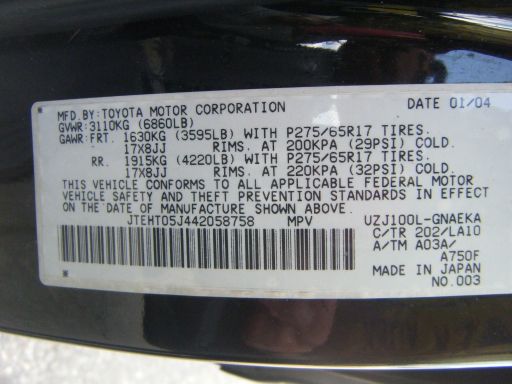 MFD.BY:TOYOTA MOTOR CORPORATION DATE 01/04
GVWR:3110KG (6860LB)
GAWR:FRT. 1630KG (3595LB) WITH P275/65R17 TIRES.
17X8JJ RIMS. AT 200KPA (29PSI) COLD.
RR. 1915KG (4220LB) WITH P275/65R17 TIRES.
17X8JJ RIMS. AT 220KPA (32PSI) COLD.
THIS VEHICLE CONFORMS TO ALL APPLICABLE FEDERAL MOTOR
VEHICLE SAFETY AND THEFT PREVENTION STANDARDS IN EFFECT
ON THE DATE OF MANUFACTURE SHOWN ABOVE.
JTEHT05J442058758 MPV UZJ100L-GNAEKA
C/TR 202/LA10
A/TM A03A/
A750F
MADE IN JAPAN
NO.003